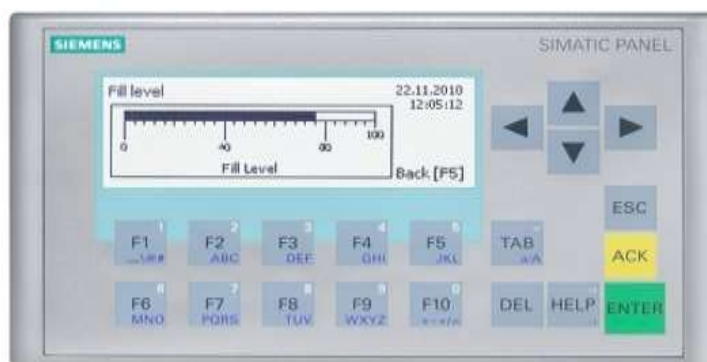 SIEMENS
SIMATIC PANEL
Fill level
22.11.2010
12:05:12
0 40 80 100
Fill Level
Back [F5]
ESC
F1 F2 F3 F4 F5 TAB
ABC DEF GHI JKL a/A
ACK
F6 F7 F8 F9 F10 DEL HELP ENTER
MNO PQRS TUV WXYZ